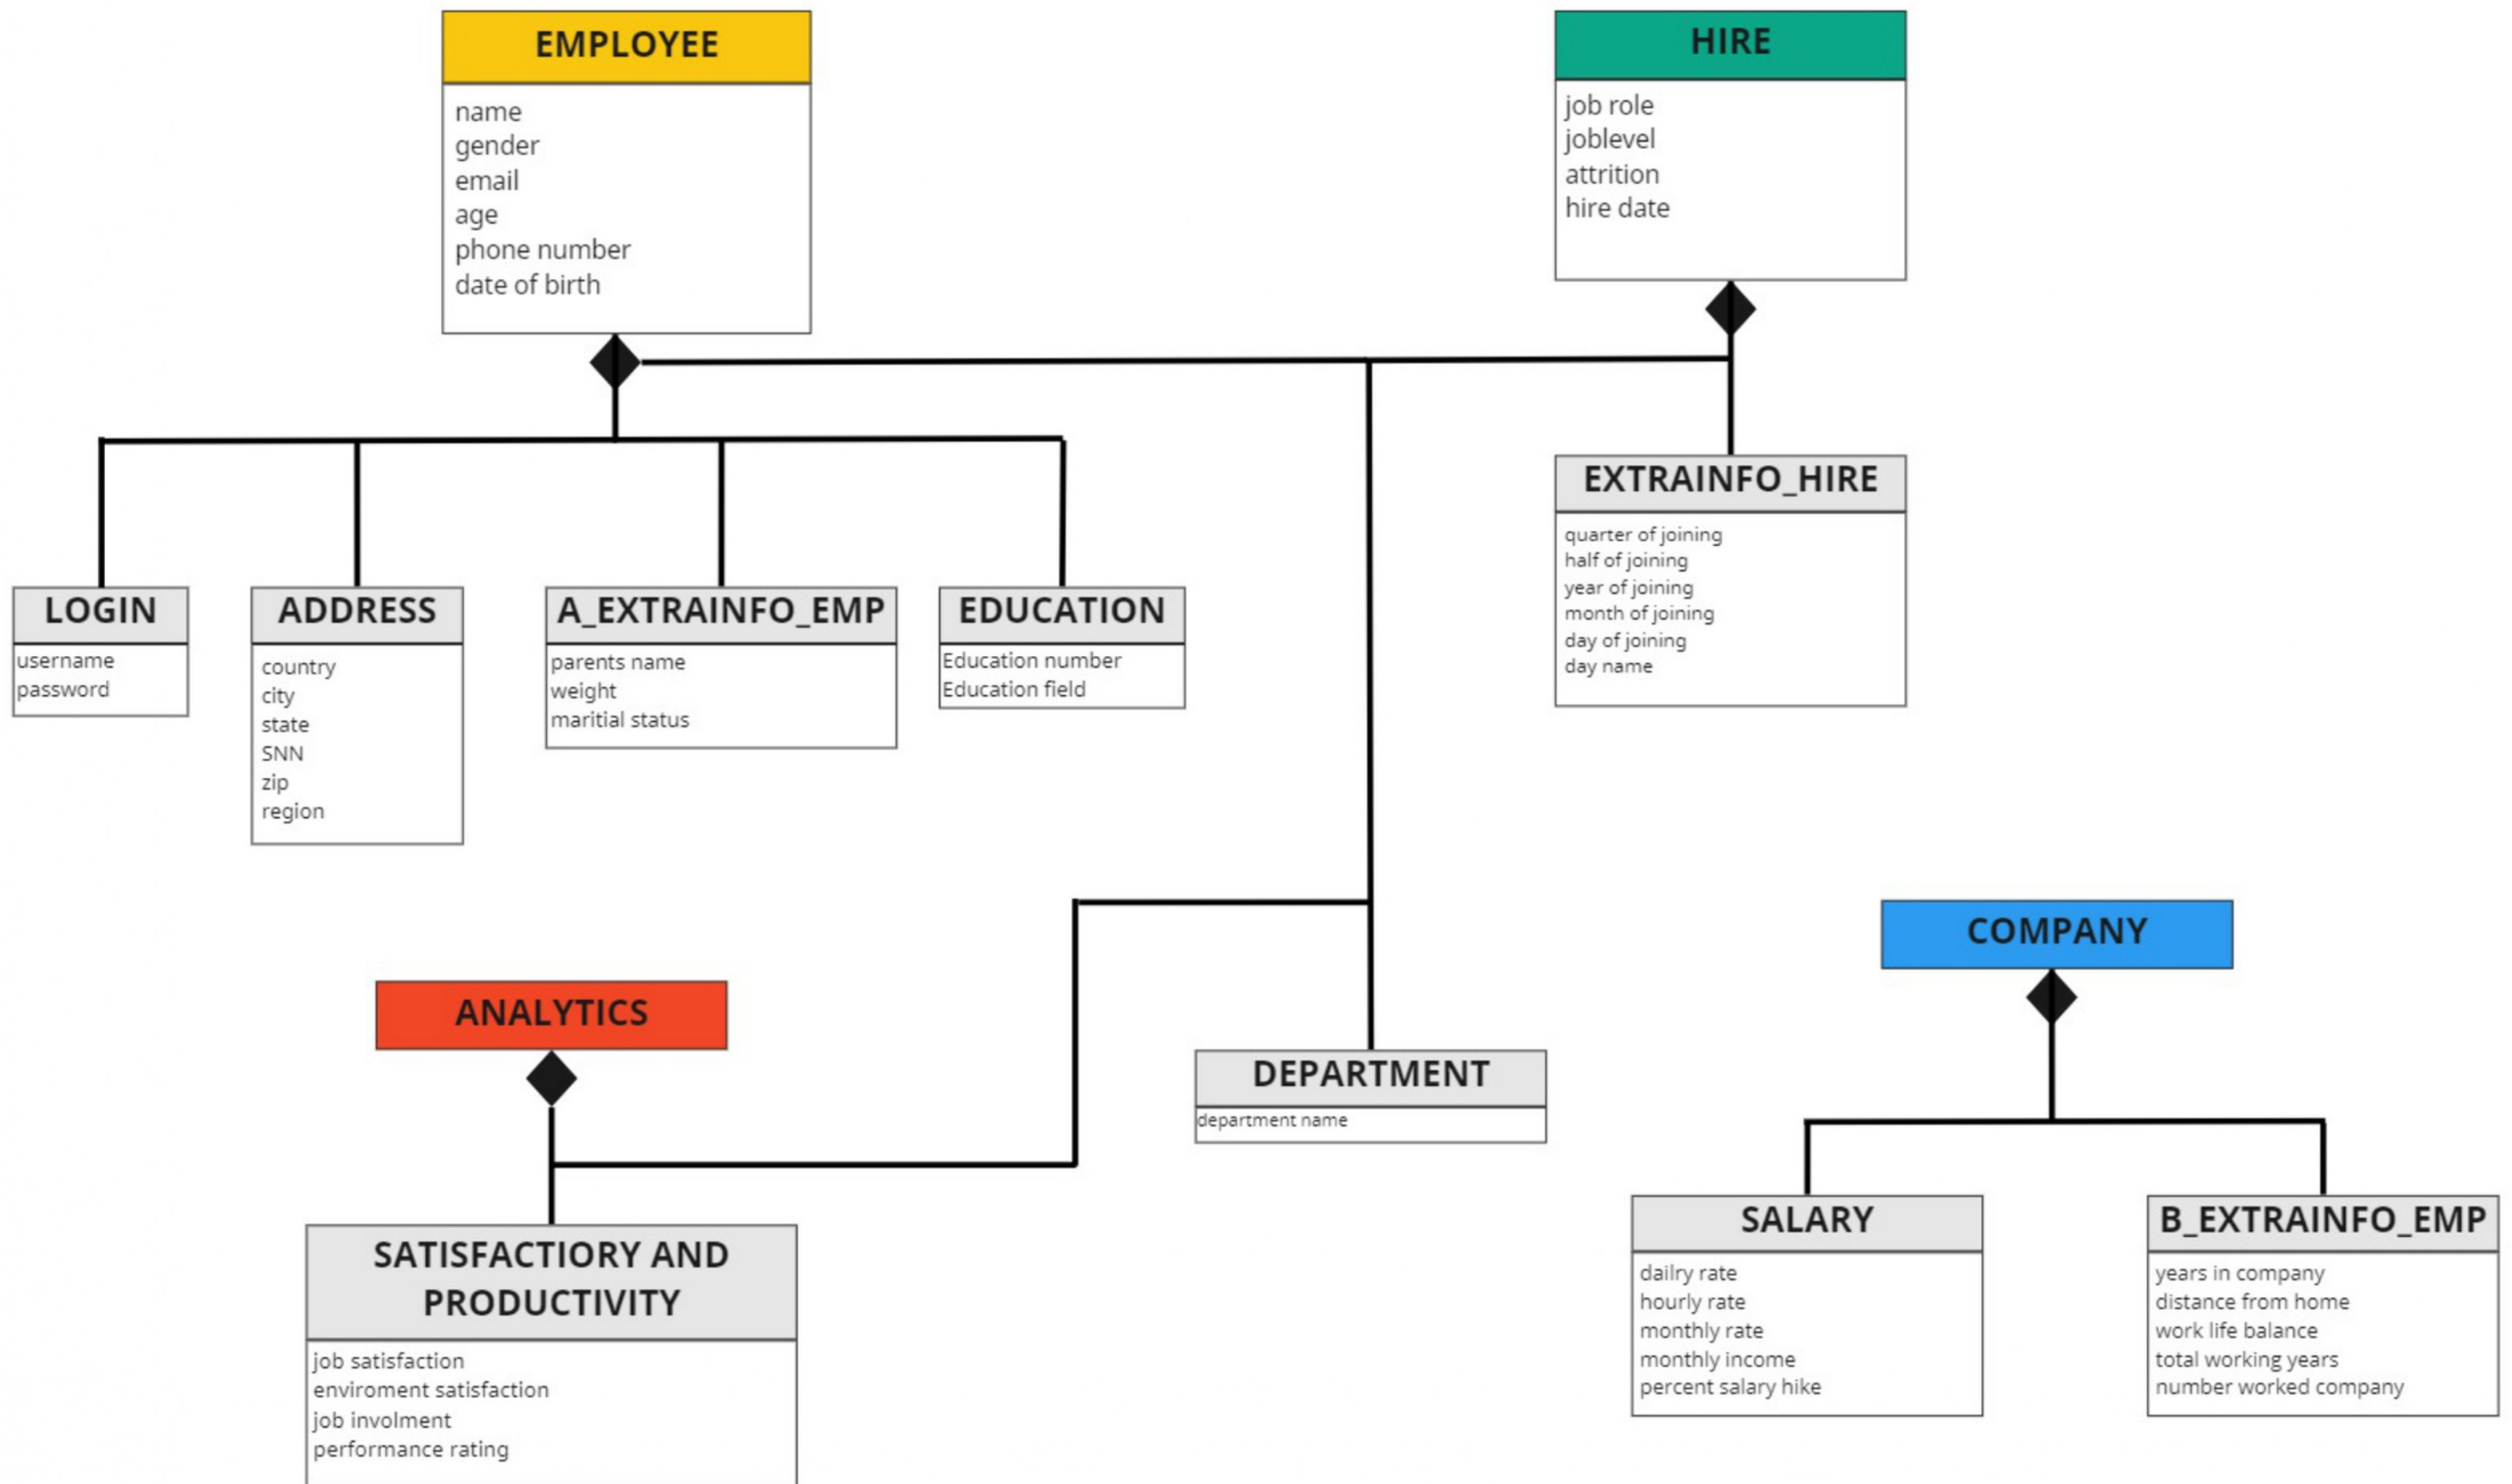 EMPLOYEE
name
gender
email
age
phone number
date of birth
HIRE
job role
joblevel
attrition
hire date
LOGIN
username
password
ADDRESS
country
city
state
SNN
zip
region
A_EXTRAINFO_EMP
parents name
weight
maritial status
EDUCATION
Education number
Education field
EXTRAINFO_HIRE
quarter of joining
half of joining
year of joining
month of joining
day of joining
day name
ANALYTICS
SATISFACTIORY AND
PRODUCTIVITY
job satisfaction
enviroment satisfaction
job involment
performance rating
DEPARTMENT
department name
COMPANY
SALARY
dailry rate
hourly rate
monthly rate
monthly income
percent salary hike
B_EXTRAINFO_EMP
years in company
distance from home
work life balance
total working years
number worked company